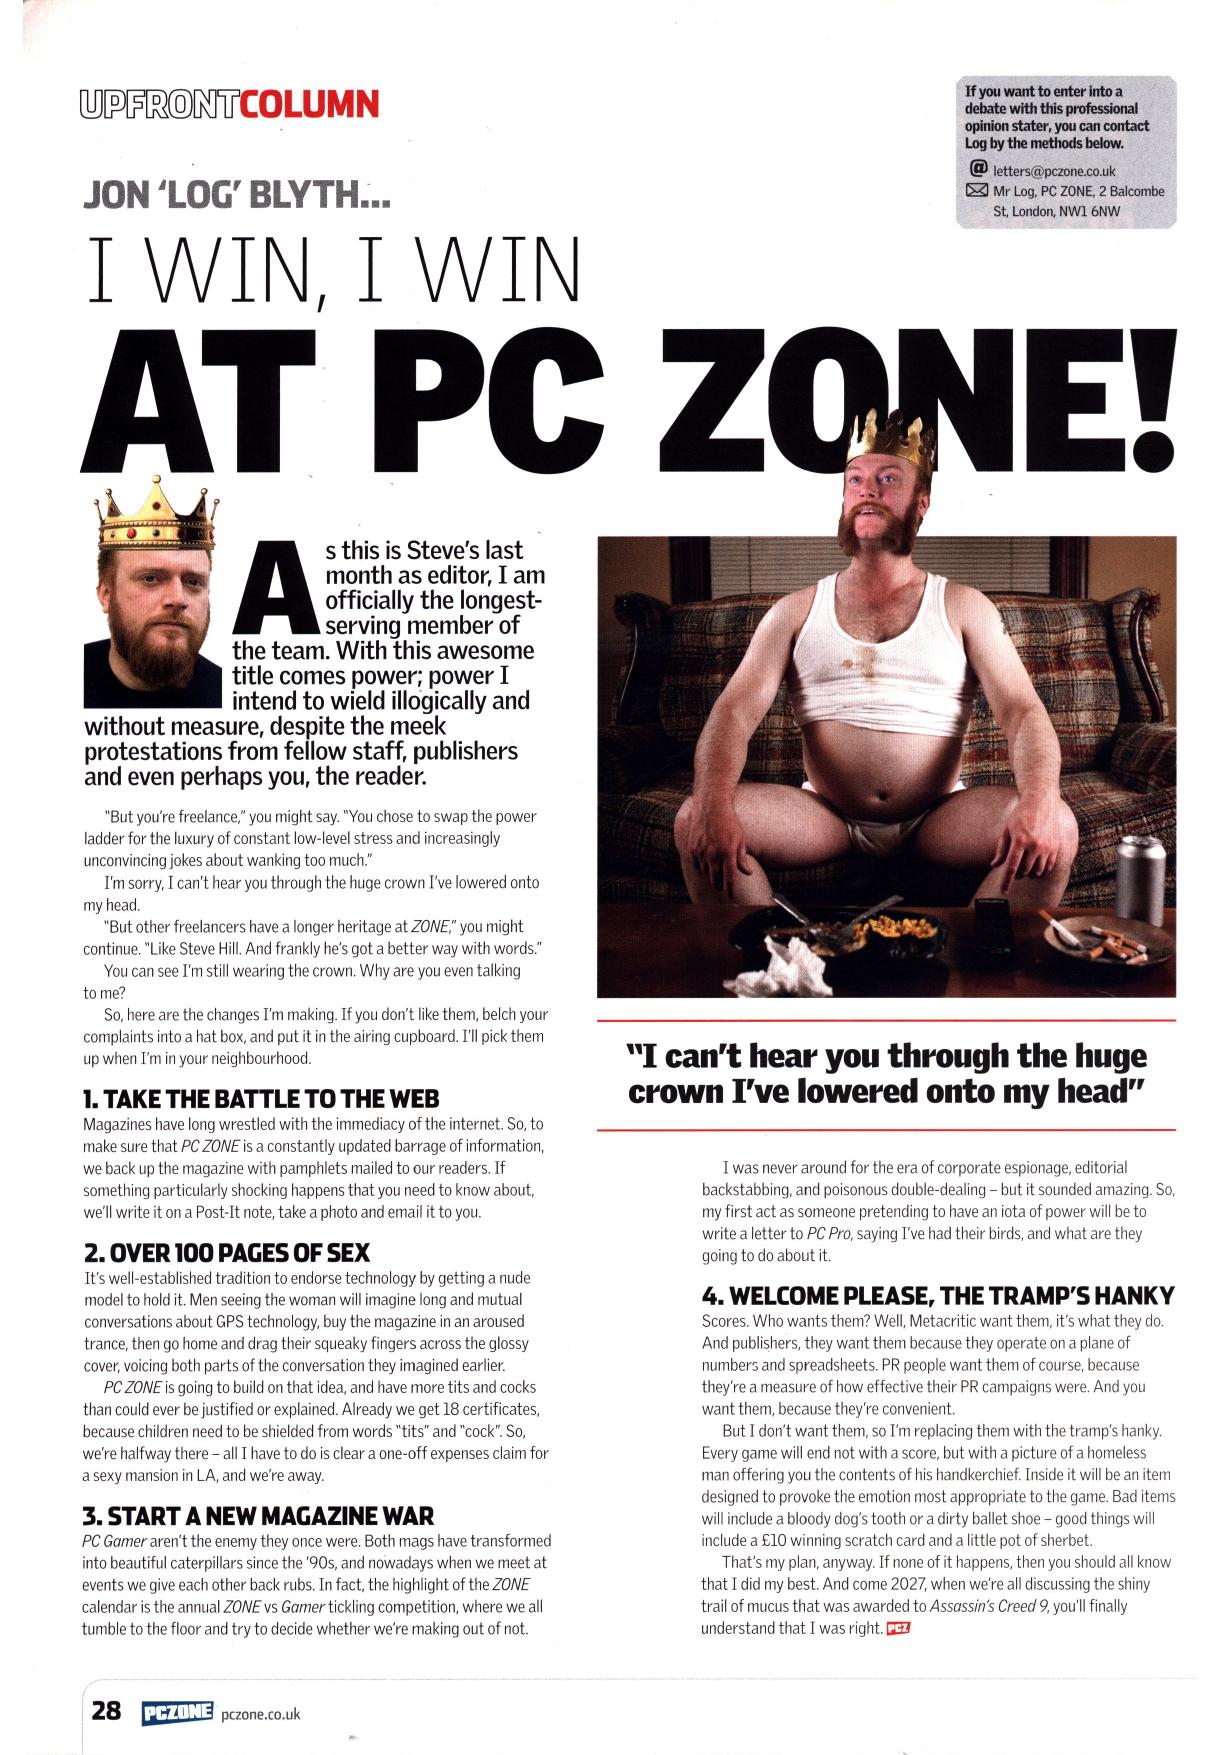 UPFRONTCOLUMN
If you want to enter into a
debate with this professional
opinion stater, you can contact
Log by the methods below.
@ letters@pczone.co.uk
Mr Log, PC ZONE, 2 Balcombe
St, London, NW1 6NW
JON ‘LOG’ BLYTH...
I WIN, I WIN
AT PC ZONE!
As this is Steve’s last
month as editor, I am
officially the longest-
serving member of
the team. With this awesome
title comes power; power I
intend to wield illogically and
without measure, despite the meek
protestations from fellow staff, publishers
and even perhaps you, the reader.
“But you’re freelance,” you might say. “You chose to swap the power
ladder for the luxury of constant low-level stress and increasingly
unconvincing jokes about wanking too much.”
I’m sorry, I can’t hear you through the huge crown I’ve lowered onto
my head.
“But other freelancers have a longer heritage at ZONE,” you might
continue. “Like Steve Hill. And frankly he’s got a better way with words.”
You can see I’m still wearing the crown. Why are you even talking
to me?
So, here are the changes I’m making. If you don’t like them, belch your
complaints into a hat box, and put it in the airing cupboard. I’ll pick them
up when I’m in your neighbourhood.
1. TAKE THE BATTLE TO THE WEB
Magazines have long wrestled with the immediacy of the internet. So, to
make sure that PC ZONE is a constantly updated barrage of information,
we back up the magazine with pamphlets mailed to our readers. If
something particularly shocking happens that you need to know about,
we’ll write it on a Post-It note, take a photo and email it to you.
2. OVER 100 PAGES OF SEX
It’s well-established tradition to endorse technology by getting a nude
model to hold it. Men seeing the woman will imagine long and mutual
conversations about GPS technology, buy the magazine in an aroused
trance, then go home and drag their squeaky fingers across the glossy
cover, voicing both parts of the conversation they imagined earlier.
PC ZONE is going to build on that idea, and have more tits and cocks
than could ever be justified or explained. Already we get 18 certificates,
because children need to be shielded from words “tits” and “cock”. So,
we’re halfway there – all I have to do is clear a one-off expenses claim for
a sexy mansion in LA, and we’re away.
3. START A NEW MAGAZINE WAR
PC Gamer aren’t the enemy they once were. Both mags have transformed
into beautiful caterpillars since the ’90s, and nowadays when we meet at
events we give each other back rubs. In fact, the highlight of the ZONE
calendar is the annual ZONE vs Gamer tickling competition, where we all
tumble to the floor and try to decide whether we’re making out of not.
“I can’t hear you through the huge
crown I’ve lowered onto my head”
I was never around for the era of corporate espionage, editorial
backstabbing, and poisonous double-dealing – but it sounded amazing. So,
my first act as someone pretending to have an iota of power will be to
write a letter to PC Pro, saying I’ve had their birds, and what are they
going to do about it.
4. WELCOME PLEASE, THE TRAMP’S HANKY
Scores. Who wants them? Well, Metacritic want them, it’s what they do.
And publishers, they want them because they operate on a plane of
numbers and spreadsheets. PR people want them of course, because
they’re a measure of how effective their PR campaigns were. And you
want them, because they’re convenient.
But I don’t want them, so I’m replacing them with the tramp’s hanky.
Every game will end not with a score, but with a picture of a homeless
man offering you the contents of his handkerchief. Inside it will be an item
designed to provoke the emotion most appropriate to the game. Bad items
will include a bloody dog’s tooth or a dirty ballet shoe – good things will
include a £10 winning scratch card and a little pot of sherbet.
That’s my plan, anyway. If none of it happens, then you should all know
that I did my best. And come 2027, when we’re all discussing the shiny
trail of mucus that was awarded to Assassin’s Creed 9, you’ll finally
understand that I was right. PCZ
28 PCZONE pczone.co.uk